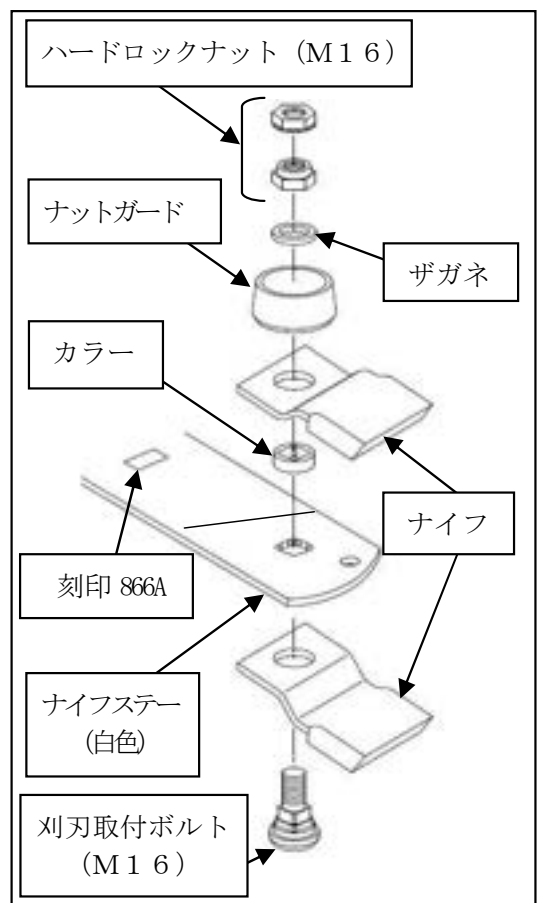 ハードロックナット（M１６）
ナットガード
ザガネ
カラー
ナイフ
刻印 866A
ナイフステー
(白色)
刈刃取付ボルト
（M１６）